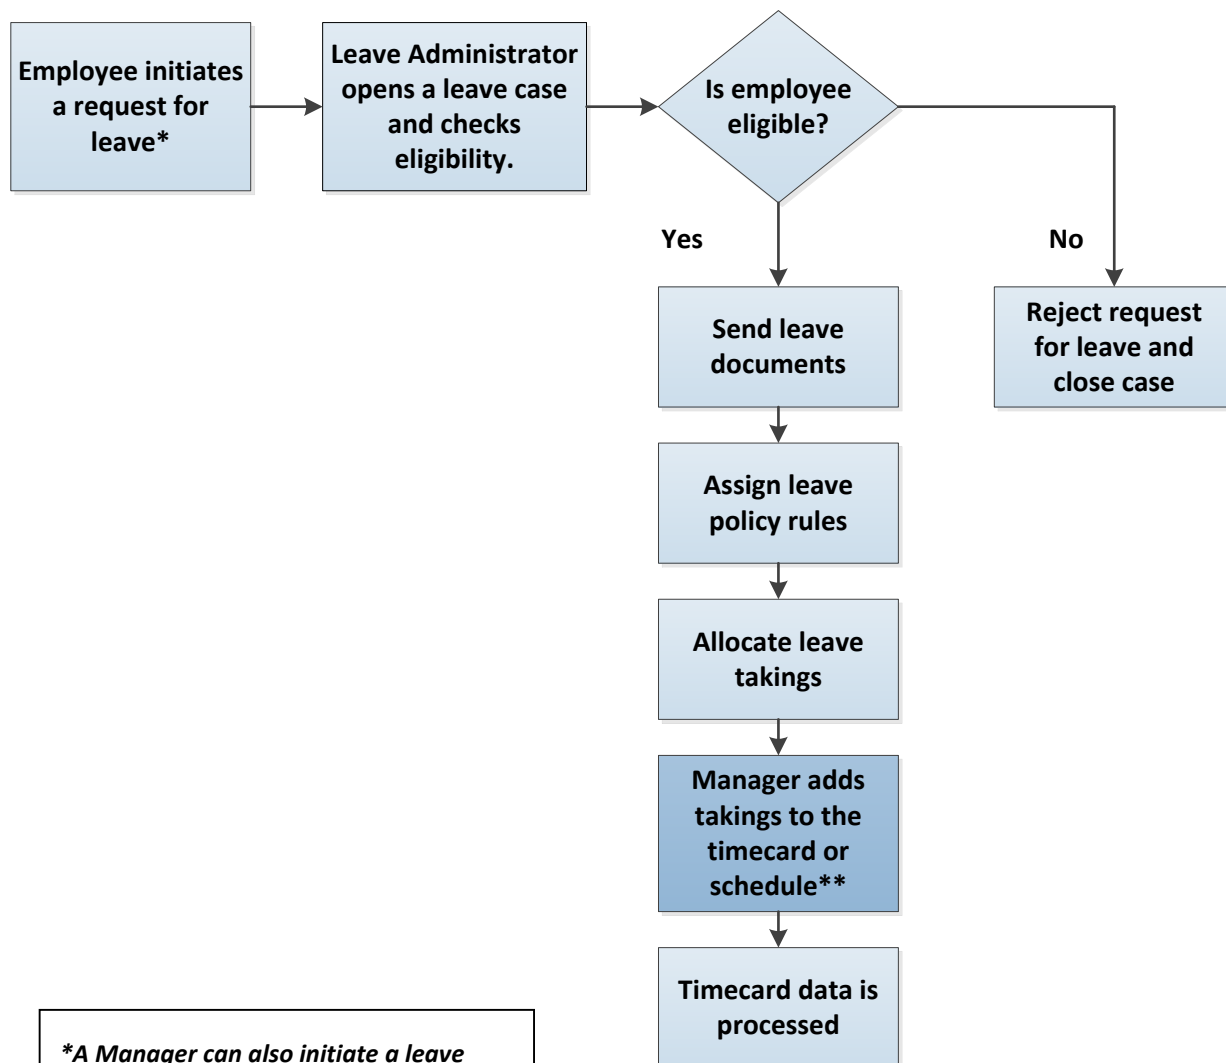 Employee initiates
a request for
leave*
Leave Administrator
opens a leave case
and checks
eligibility.
Is employee
eligible?
Yes
No
Send leave
documents
Reject request
for leave and
close case
Assign leave
policy rules
Allocate leave
takings
Manager adds
takings to the
timecard or
schedule**
Timecard data is
processed
*A Manager can also initiate a leave